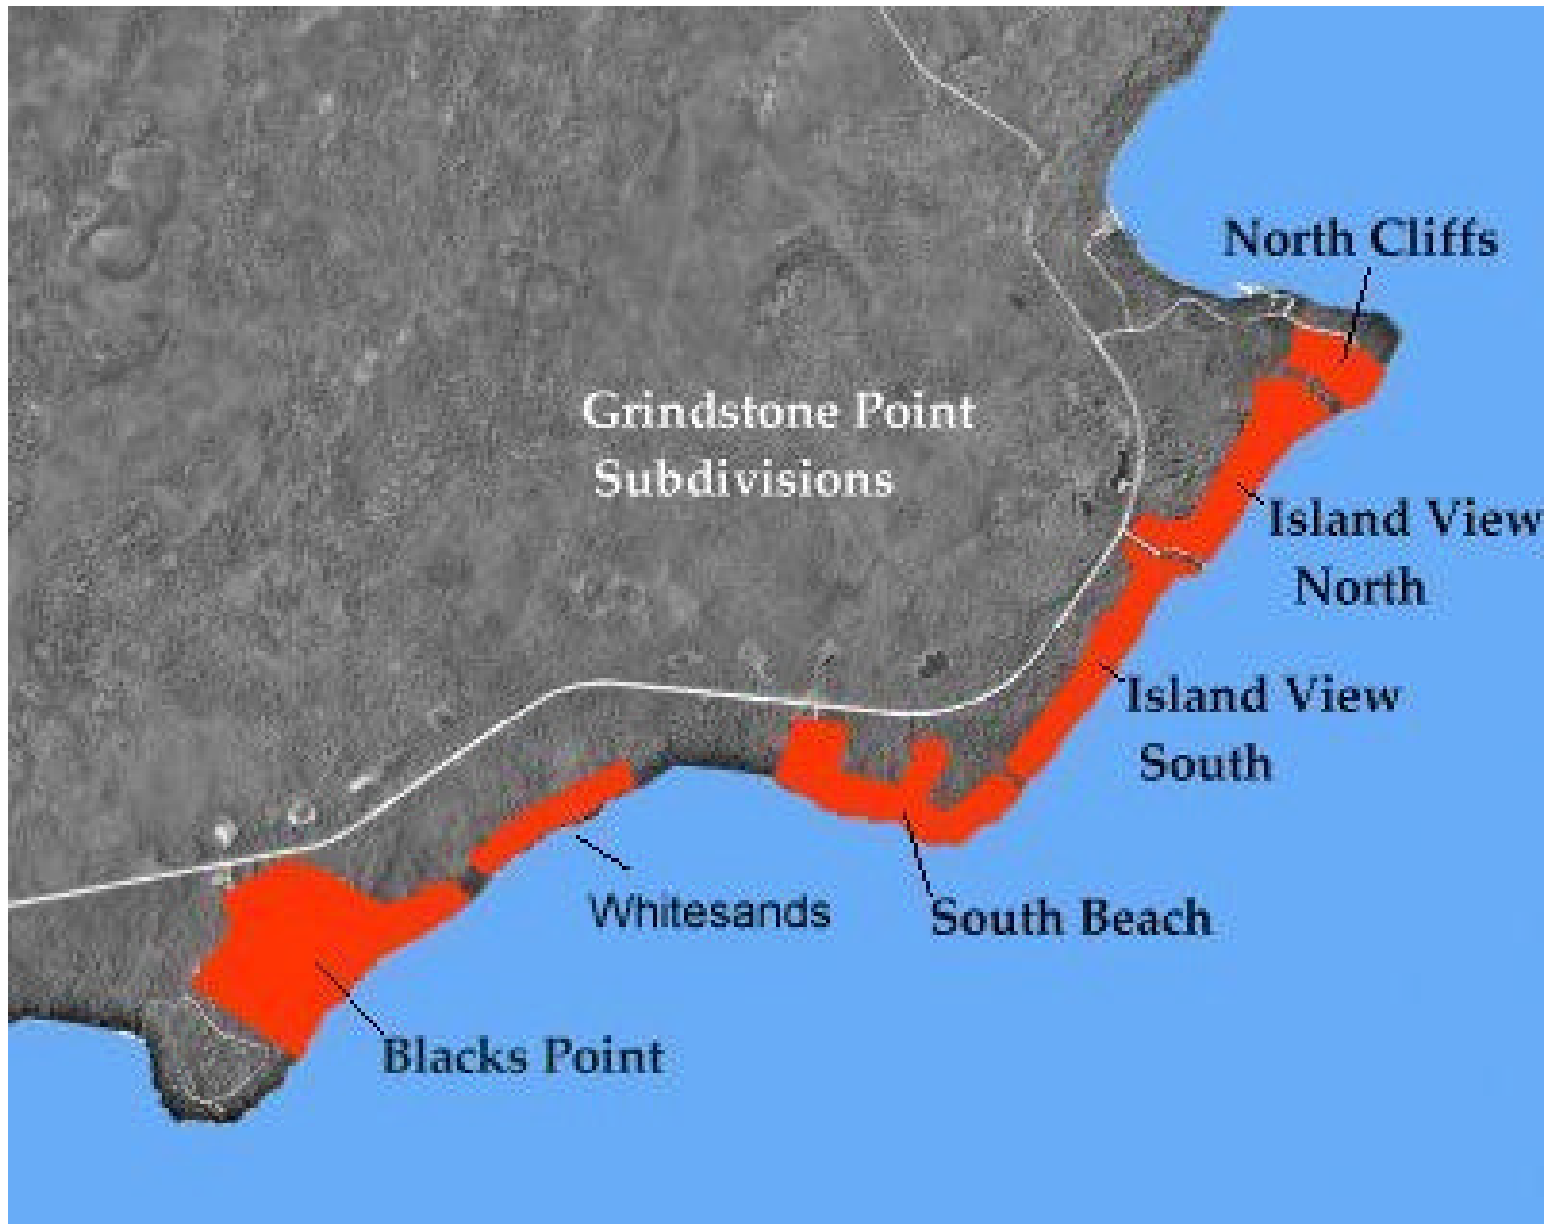 North Cliffs
Grindstone Point
Subdivisions
Island View
North
Island View
South
Whitesands
South Beach
Blacks Point